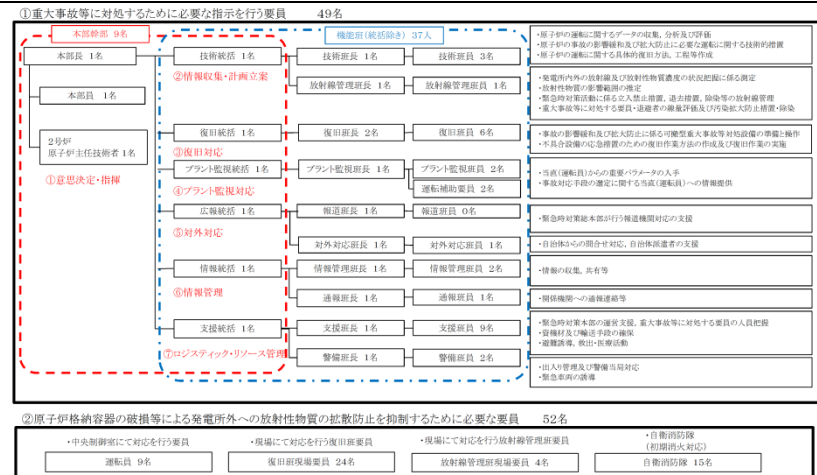 ①重大事故等に対処するために必要な指示を行う要員　49名
本部幹部 9名
機能班(統括除き) 37人
本部長 1名
本部員 1名
2号炉
原子炉主任技術者 1名
①意思決定・指揮
技術統括 1名
②情報収集・計画立案
技術班長 1名
技術班員 3名
・原子炉の運転に関するデータの収集, 分析及び評価
・原子炉の事故の影響緩和及び拡大防止に必要な運転に関する技術的措置
・原子炉の運転に関する具体的復旧方法, 工程等作成
放射線管理班長 1名
放射線管理班員 1名
・発電所内外の放射線及び放射性物質濃度の状況把握に係る測定
・放射性物質の影響範囲の推定
・緊急時対策活動に係る立入禁止措置, 退去措置, 除染等の放射線管理
・重大事故等に対処する要員・退避者の線量評価及び汚染拡大防止措置・除染
復旧統括 1名
③復旧対応
復旧班長 2名
復旧班員 6名
・事故の影響緩和及び拡大防止に係る可搬型重大事故等対処設備の準備と操作
・不具合設備の応急措置のための復旧作業方法の作成及び復旧作業の実施
プラント監視統括 1名
④プラント監視対応
プラント監視班長 1名
プラント監視班員 2名
運転補助要員 2名
・当直(運転員)からの重要パラメータの入手
・事故対応手段の選定に関する当直(運転員)への情報提供
広報統括 1名
⑤対外対応
報道班長 1名
報道班員 0名
・緊急時対策総本部が行う報道機関対応の支援
対外対応班長 1名
対外対応班員 1名
・自治体からの問合せ対応, 自治体派遣者の支援
情報統括 1名
⑥情報管理
情報管理班長 1名
情報管理班員 2名
・情報の収集, 共有等
通報班長 1名
通報班員 1名
・関係機関への通報連絡等
支援統括 1名
⑦ロジスティック・リソース管理
支援班長 1名
支援班員 9名
・緊急時対策本部の運営支援, 重大事故等に対処する要員の人員把握
・資機材及び輸送手段の確保
・避難誘導, 救出・医療活動
警備班長 1名
警備班員 2名
・出入り管理及び警備当局対応
・緊急車両の誘導
②原子炉格納容器の破損等による発電所外への放射性物質の拡散防止を抑制するために必要な要員　52名
・中央制御室にて対応を行う要員
運転員 9名
・現場にて対応を行う復旧班要員
復旧班現場要員 24名
・現場にて対応を行う放射線管理班要員
放射線管理班現場要員 4名
・自衛消防隊
(初期消火対応)
自衛消防隊 15名